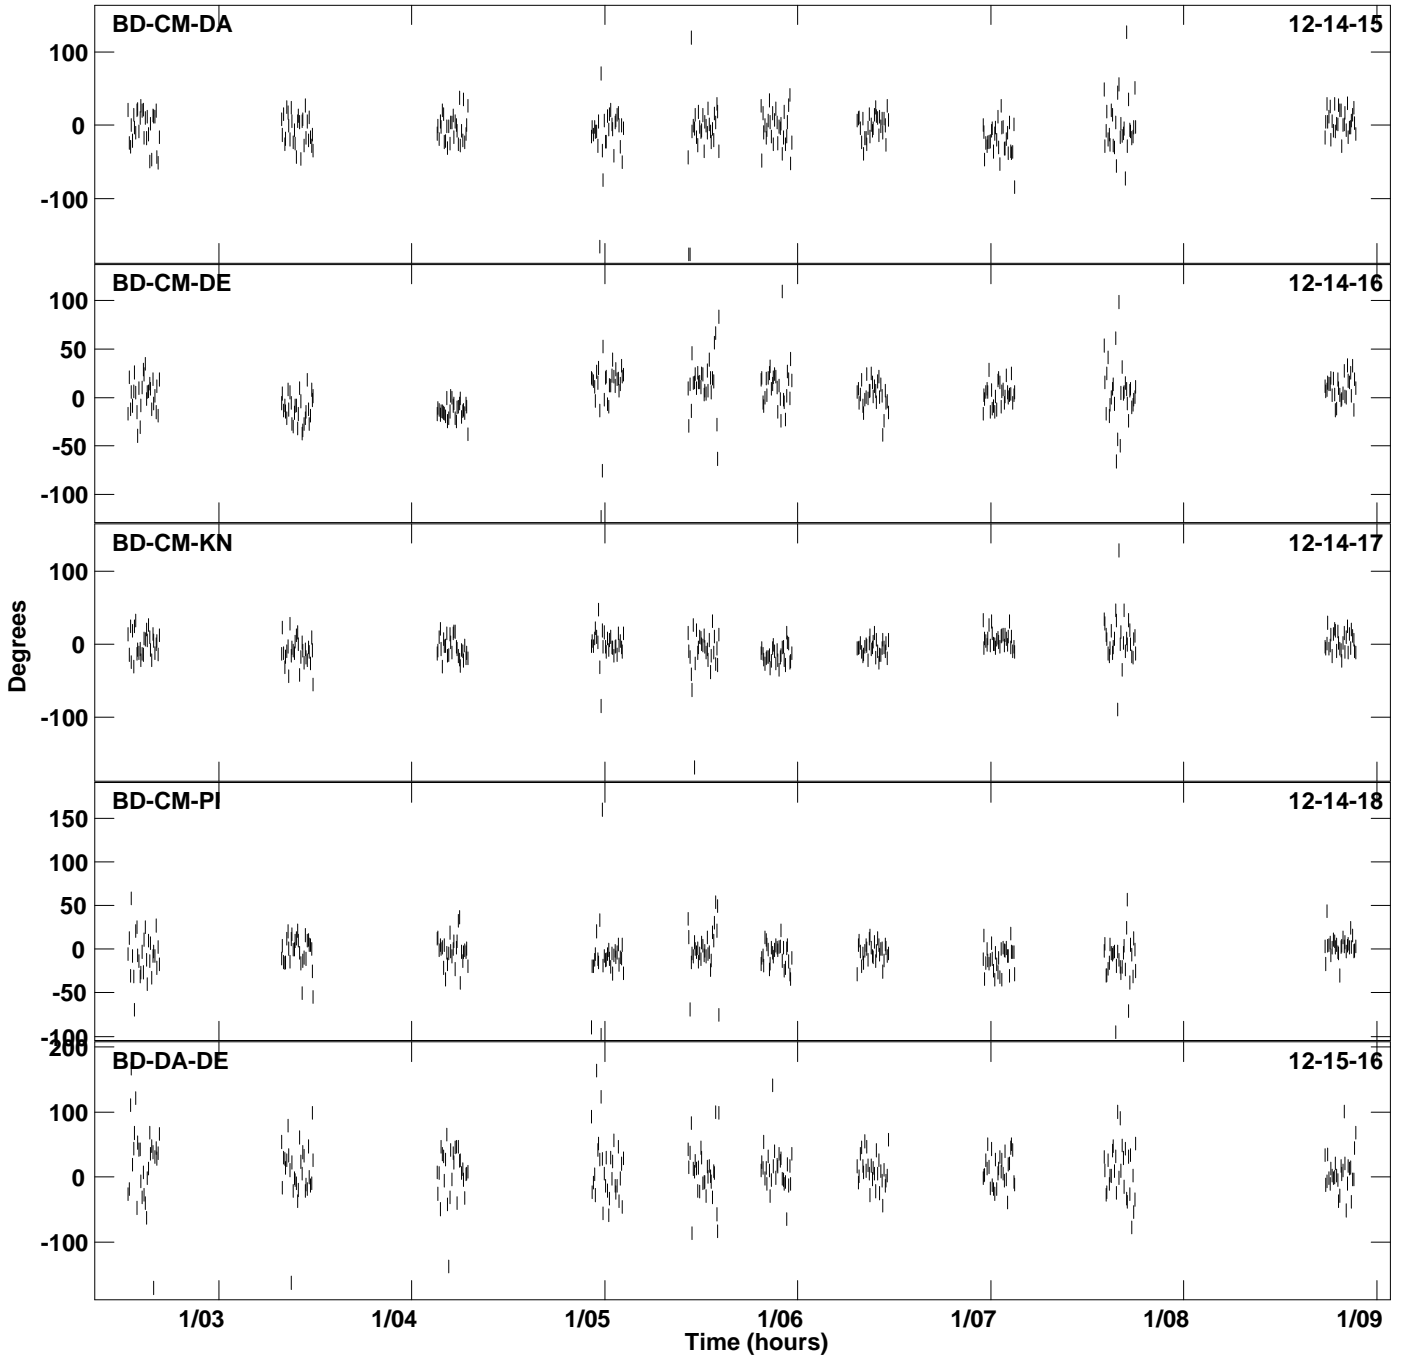 BD-CM-DA 12-14-15
100
0
-100
BD-CM-DE 12-14-16
100
50
0
-50
-100
BD-CM-KN 12-14-17
100
0
-100
Degrees
BD-CM-PI 12-14-18
150
100
50
0
-50
-100
BD-DA-DE 12-15-16
200
100
0
-100
1/03 1/04 1/05 1/06 1/07 1/08 1/09
Time (hours)